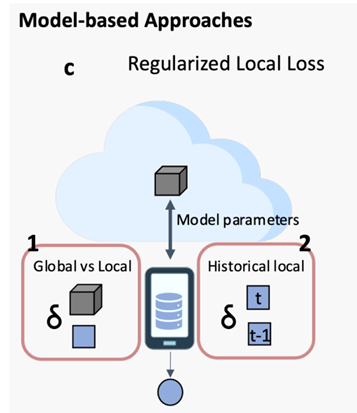 Model-based Approaches
c Regularized Local Loss
Model parameters
1
Global vs Local
δ
2
Historical local
δ
t
t-1